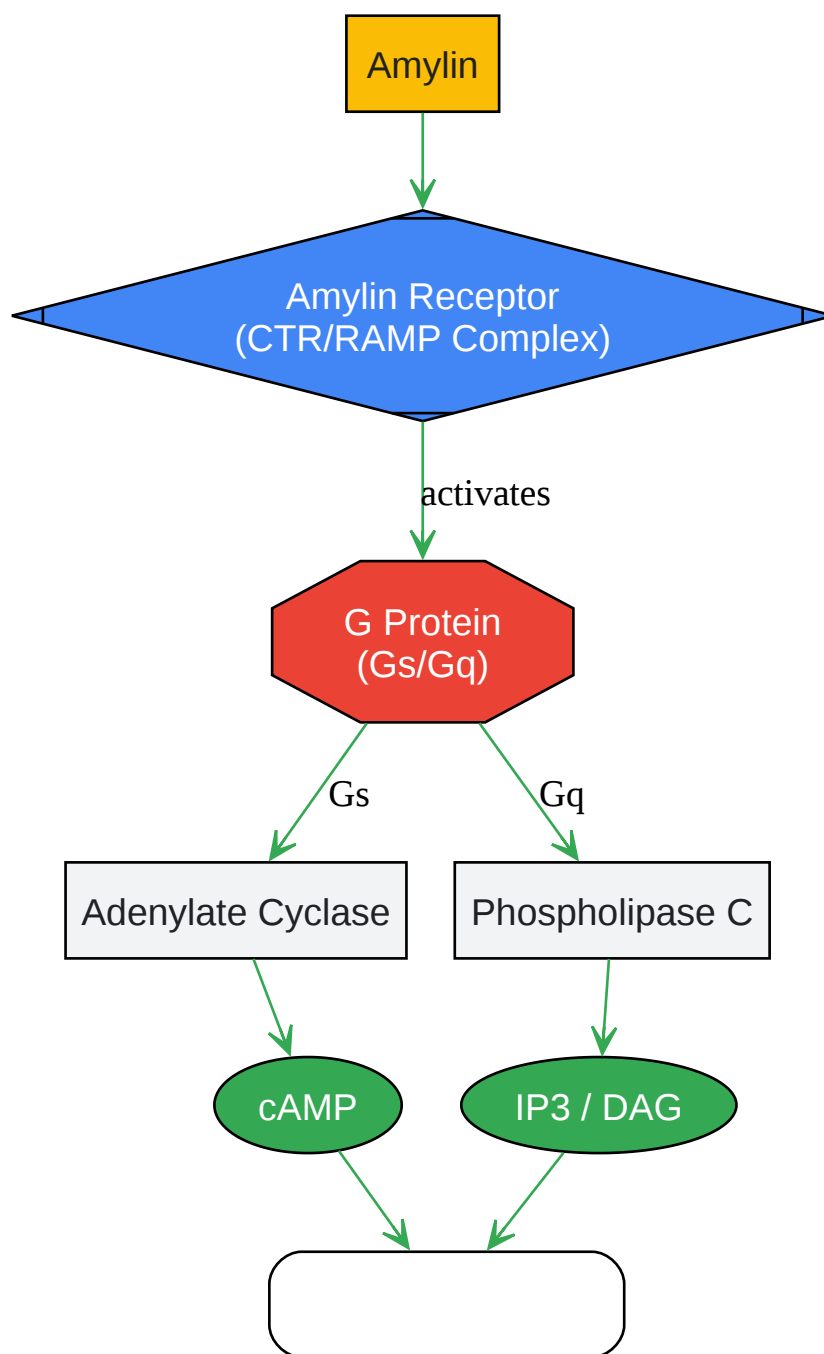 Amylin
Amylin Receptor
(CTR/RAMP Complex)
activates
G Protein
(Gs/Gq)
Gs
Gq
Adenylate Cyclase
Phospholipase C
cAMP
IP3 / DAG